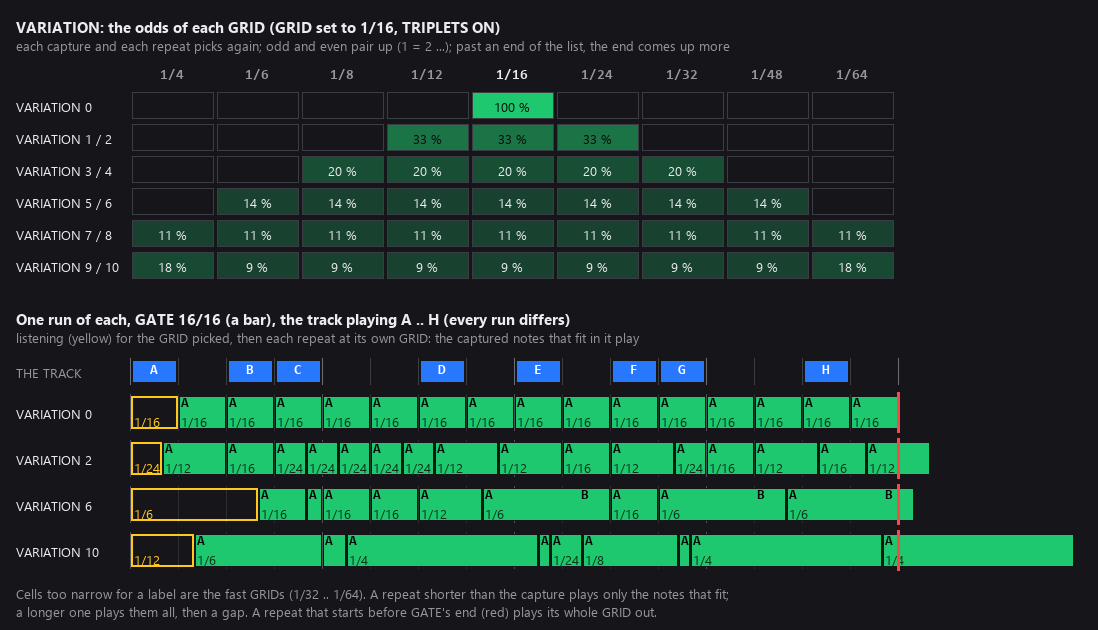 VARIATION: the odds of each GRID (GRID set to 1/16, TRIPLETS ON)
each capture and each repeat picks again; odd and even pair up (1 = 2 ...); past an end of the list, the end comes up more
1/4 1/6 1/8 1/12 1/16 1/24 1/32 1/48 1/64
VARIATION 0 100 %
VARIATION 1 / 2 33 % 33 % 33 %
VARIATION 3 / 4 20 % 20 % 20 % 20 % 20 %
VARIATION 5 / 6 14 % 14 % 14 % 14 % 14 % 14 % 14 %
VARIATION 7 / 8 11 % 11 % 11 % 11 % 11 % 11 % 11 % 11 % 11 %
VARIATION 9 / 10 18 % 9 % 9 % 9 % 9 % 9 % 9 % 9 % 18 %
One run of each, GATE 16/16 (a bar), the track playing A .. H (every run differs)
listening (yellow) for the GRID picked, then each repeat at its own GRID: the captured notes that fit in it play
THE TRACK A B C D E F G H
A A A A A A A A A A A A A A A
VARIATION 0
1/16 1/16 1/16 1/16 1/16 1/16 1/16 1/16 1/16 1/16 1/16 1/16 1/16 1/16 1/16 1/16
A A A A A A A A A A A A A A A A
VARIATION 2
1/24 1/12 1/16 1/24 1/24 1/24 1/24 1/24 1/12 1/12 1/16 1/12 1/24 1/16 1/12 1/16 1/12
A A A A A A B A A B A B
VARIATION 6
1/6 1/16 1/16 1/16 1/12 1/6 1/16 1/6 1/6
A A A A A A A A A
VARIATION 10
1/12 1/6 1/4 1/24 1/8 1/4 1/4
Cells too narrow for a label are the fast GRIDs (1/32 .. 1/64). A repeat shorter than the capture plays only the notes that fit;
a longer one plays them all, then a gap. A repeat that starts before GATE's end (red) plays its whole GRID out.